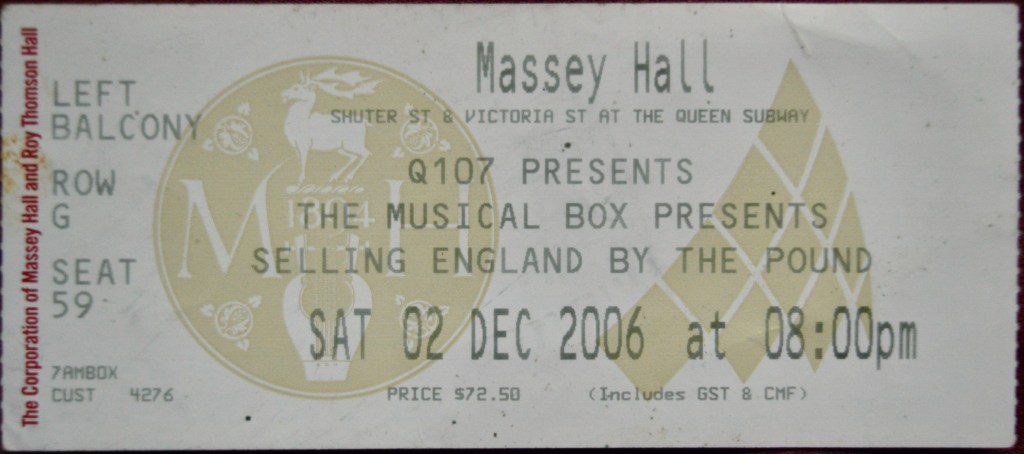 The Corporation of Massey Hall and Roy Thomson Hall
LEFT
BALCONY
ROW
G
SEAT
59
7AMBOX
CUST 4276
Massey Hall
SHUTER ST & VICTORIA ST AT THE QUEEN SUBWAY
Q107 PRESENTS
THE MUSICAL BOX PRESENTS
SELLING ENGLAND BY THE POUND
SAT 02 DEC 2006 at 08:00pm
PRICE $72.50 (Includes GST & CMF)
M H
1894